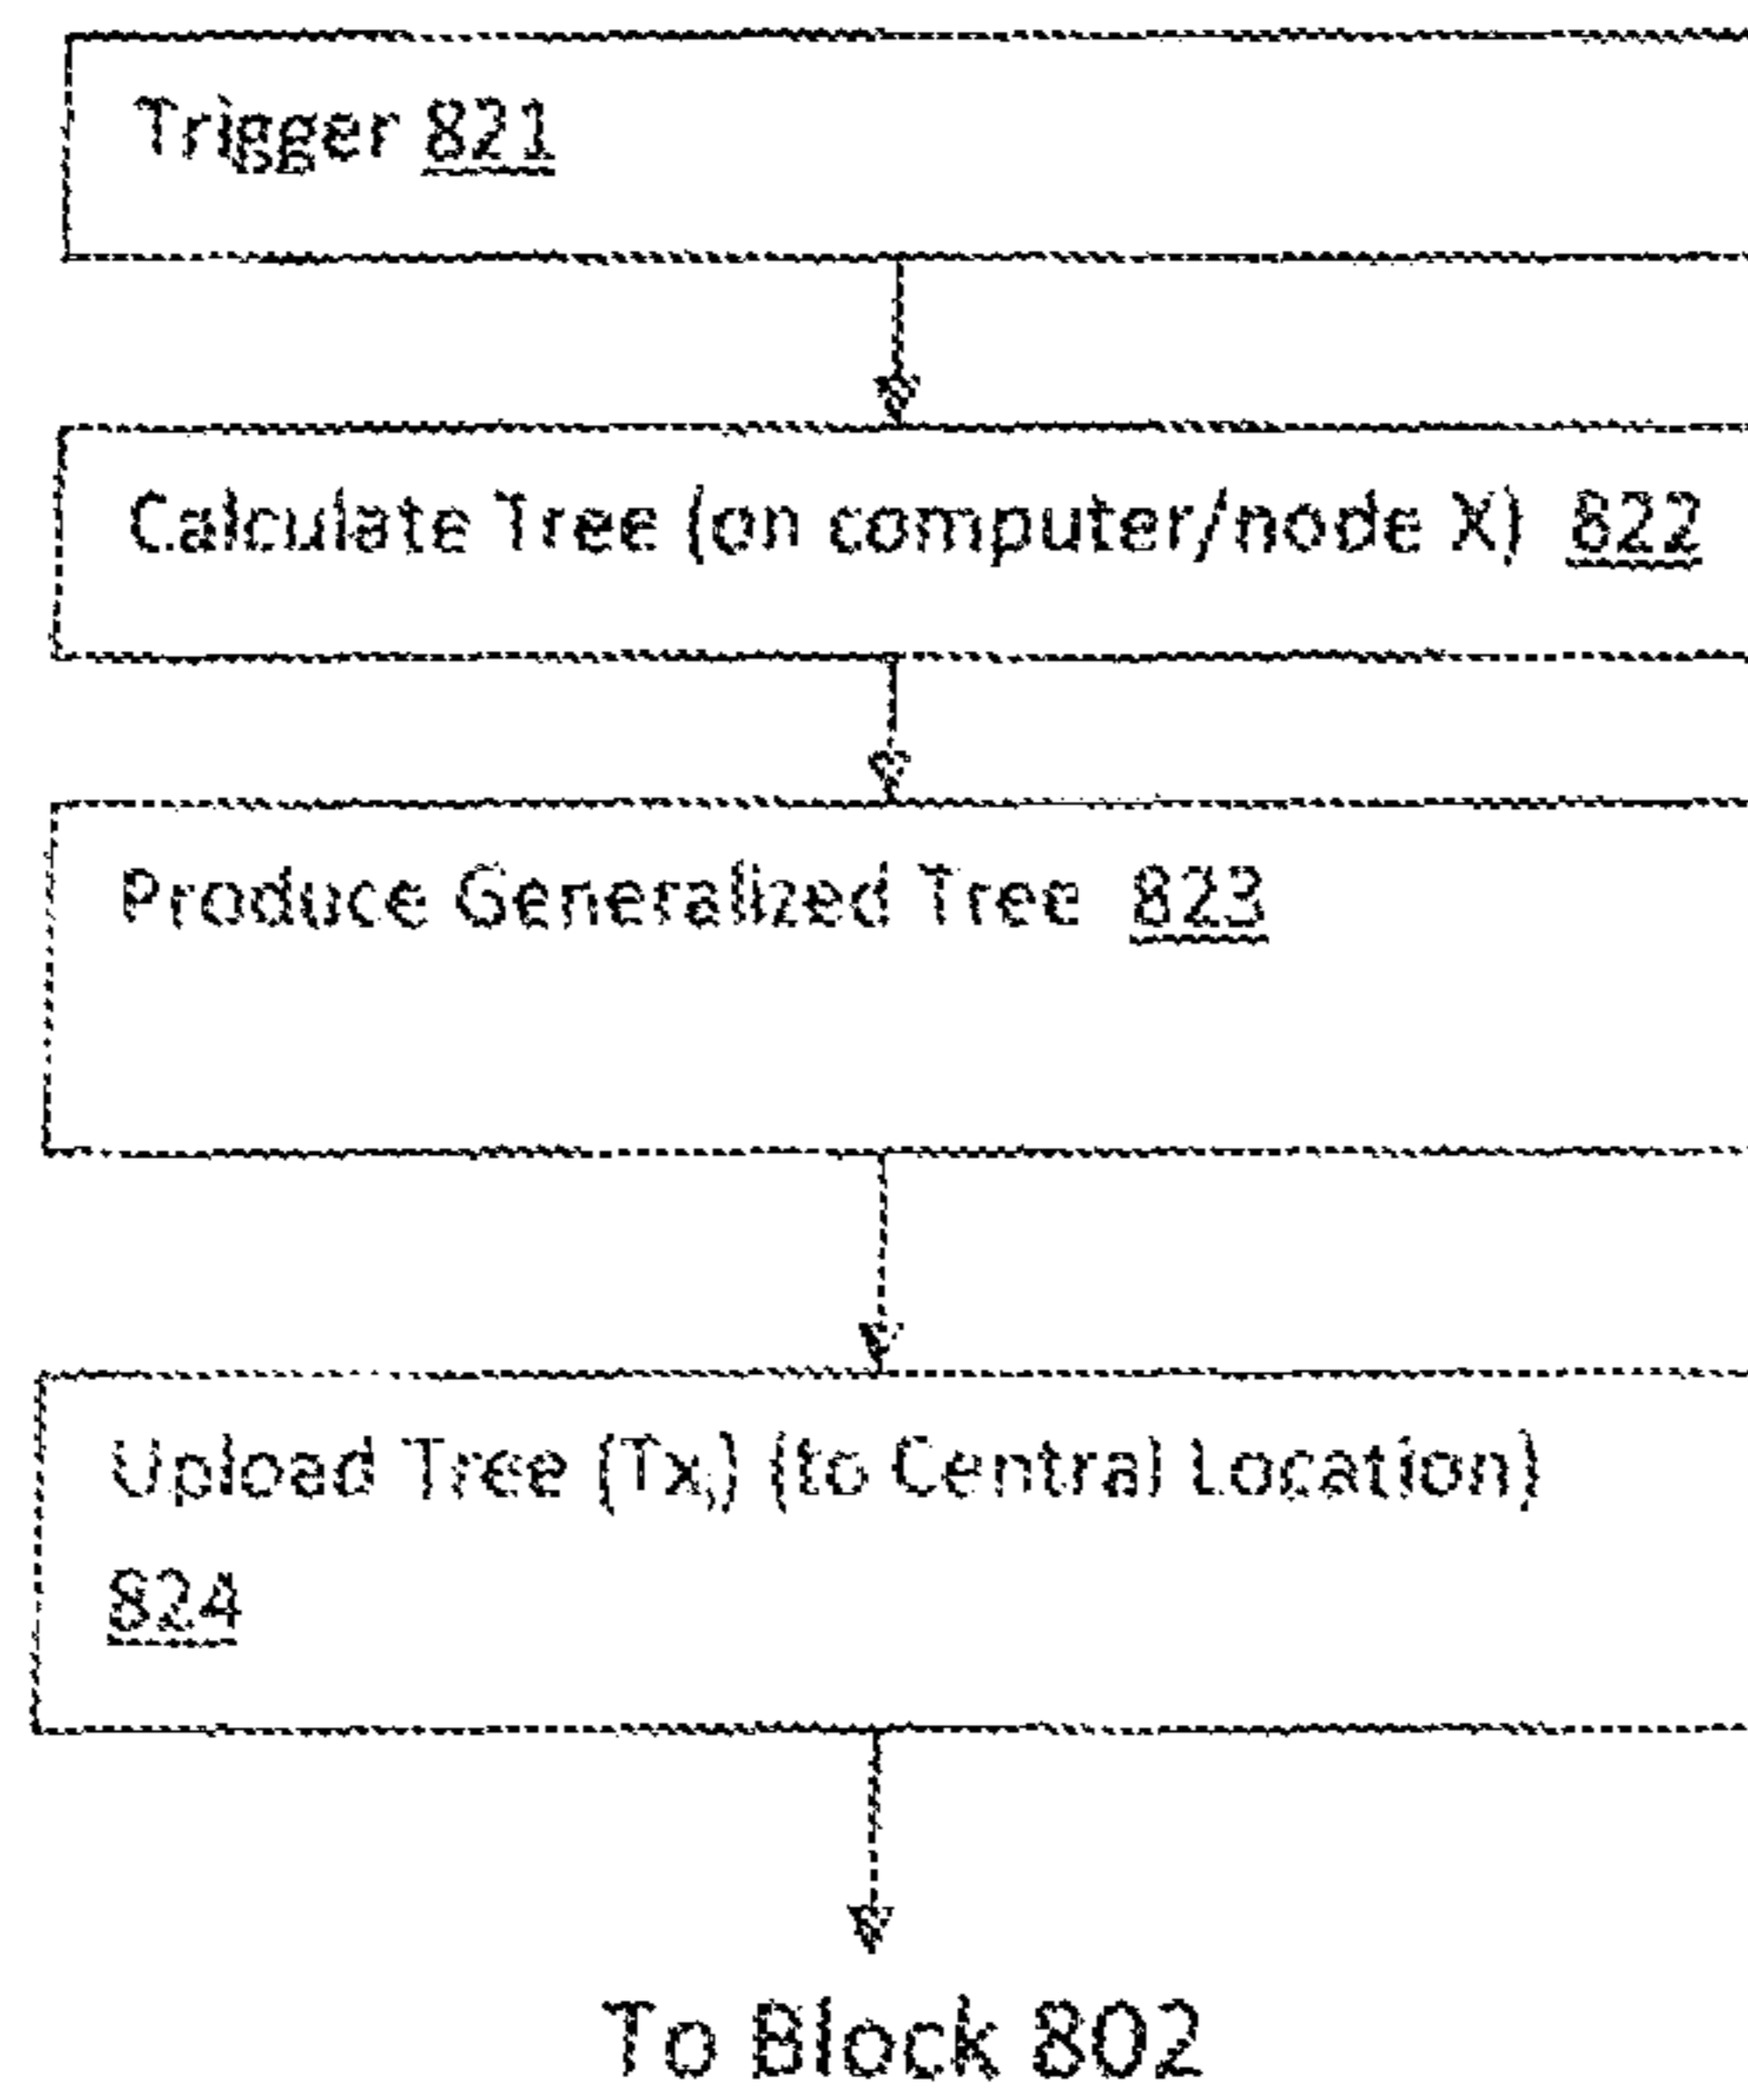 Trigger 821
Calculate Tree (on computer/node X) 822
Produce Generalized Tree 823
Upload Tree (Txᵢ) (to Central Location)
824
To Block 802